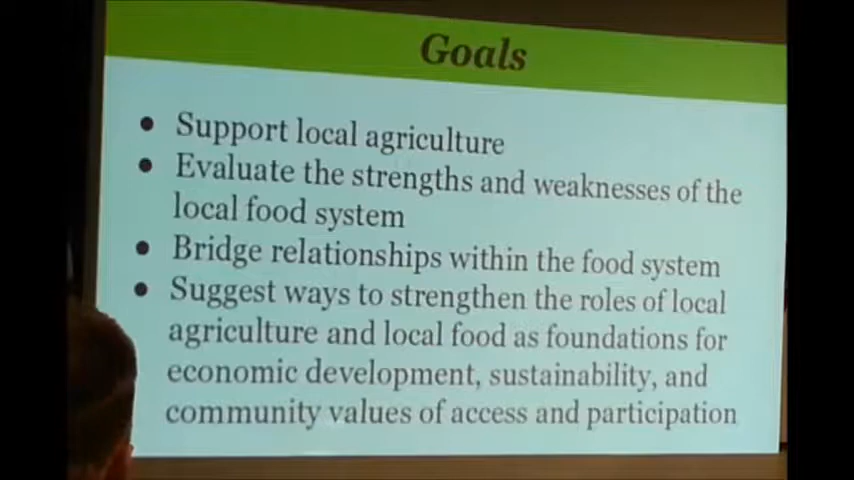 Goals
● Support local agriculture
● Evaluate the strengths and weaknesses of the
local food system
● Bridge relationships within the food system
● Suggest ways to strengthen the roles of local
agriculture and local food as foundations for
economic development, sustainability, and
community values of access and participation